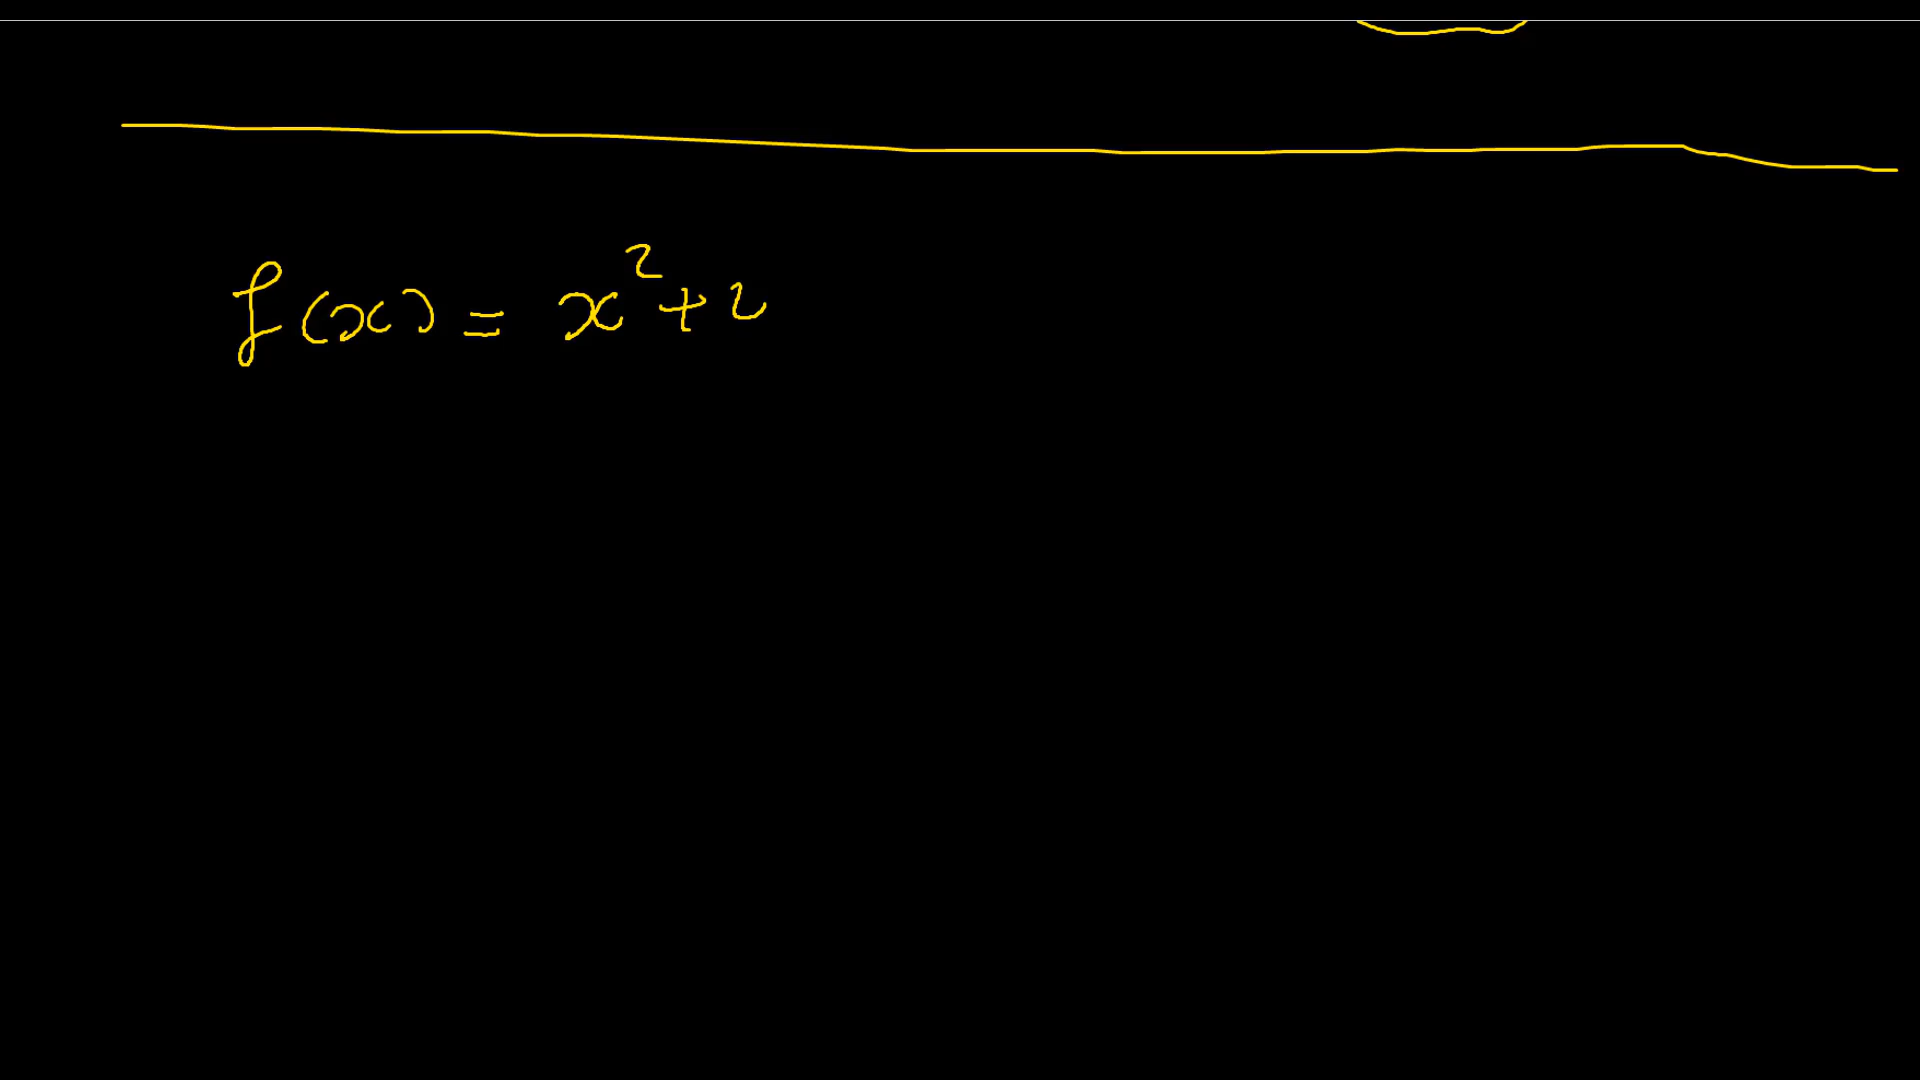 f(x) = x² + 2